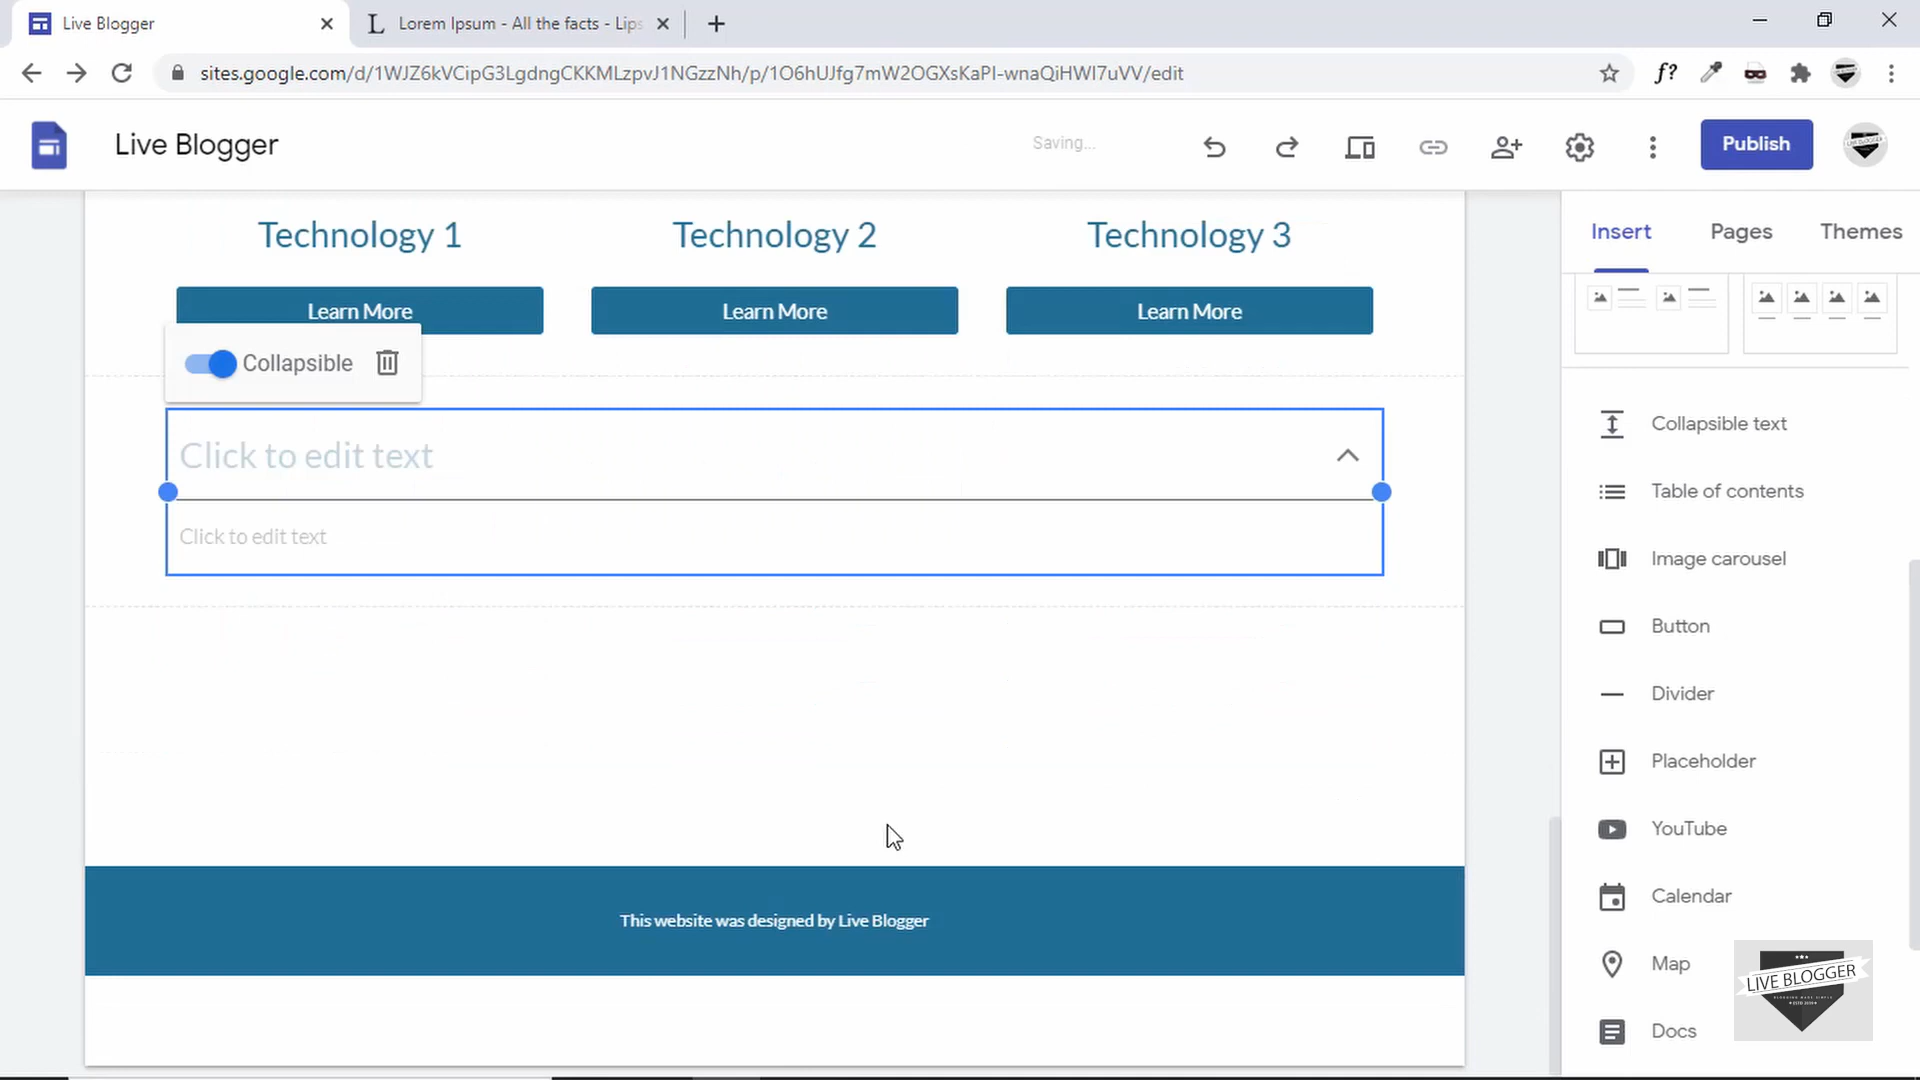 Live Blogger
Lorem Ipsum - All the facts - Lips
sites.google.com/d/1WJZ6kVCipG3LgdngCKKMLzpvJ1NGzzNh/p/1O6hUJfg7mW2OGXsKaPI-wnaQiHWI7uVV/edit
f?
Live Blogger
Saving...
Publish
Insert
Pages
Themes
Technology 1
Technology 2
Technology 3
Learn More
Learn More
Learn More
Collapsible
Click to edit text
Click to edit text
This website was designed by Live Blogger
Collapsible text
Table of contents
Image carousel
Button
Divider
Placeholder
YouTube
Calendar
Map
Docs
LIVE BLOGGER